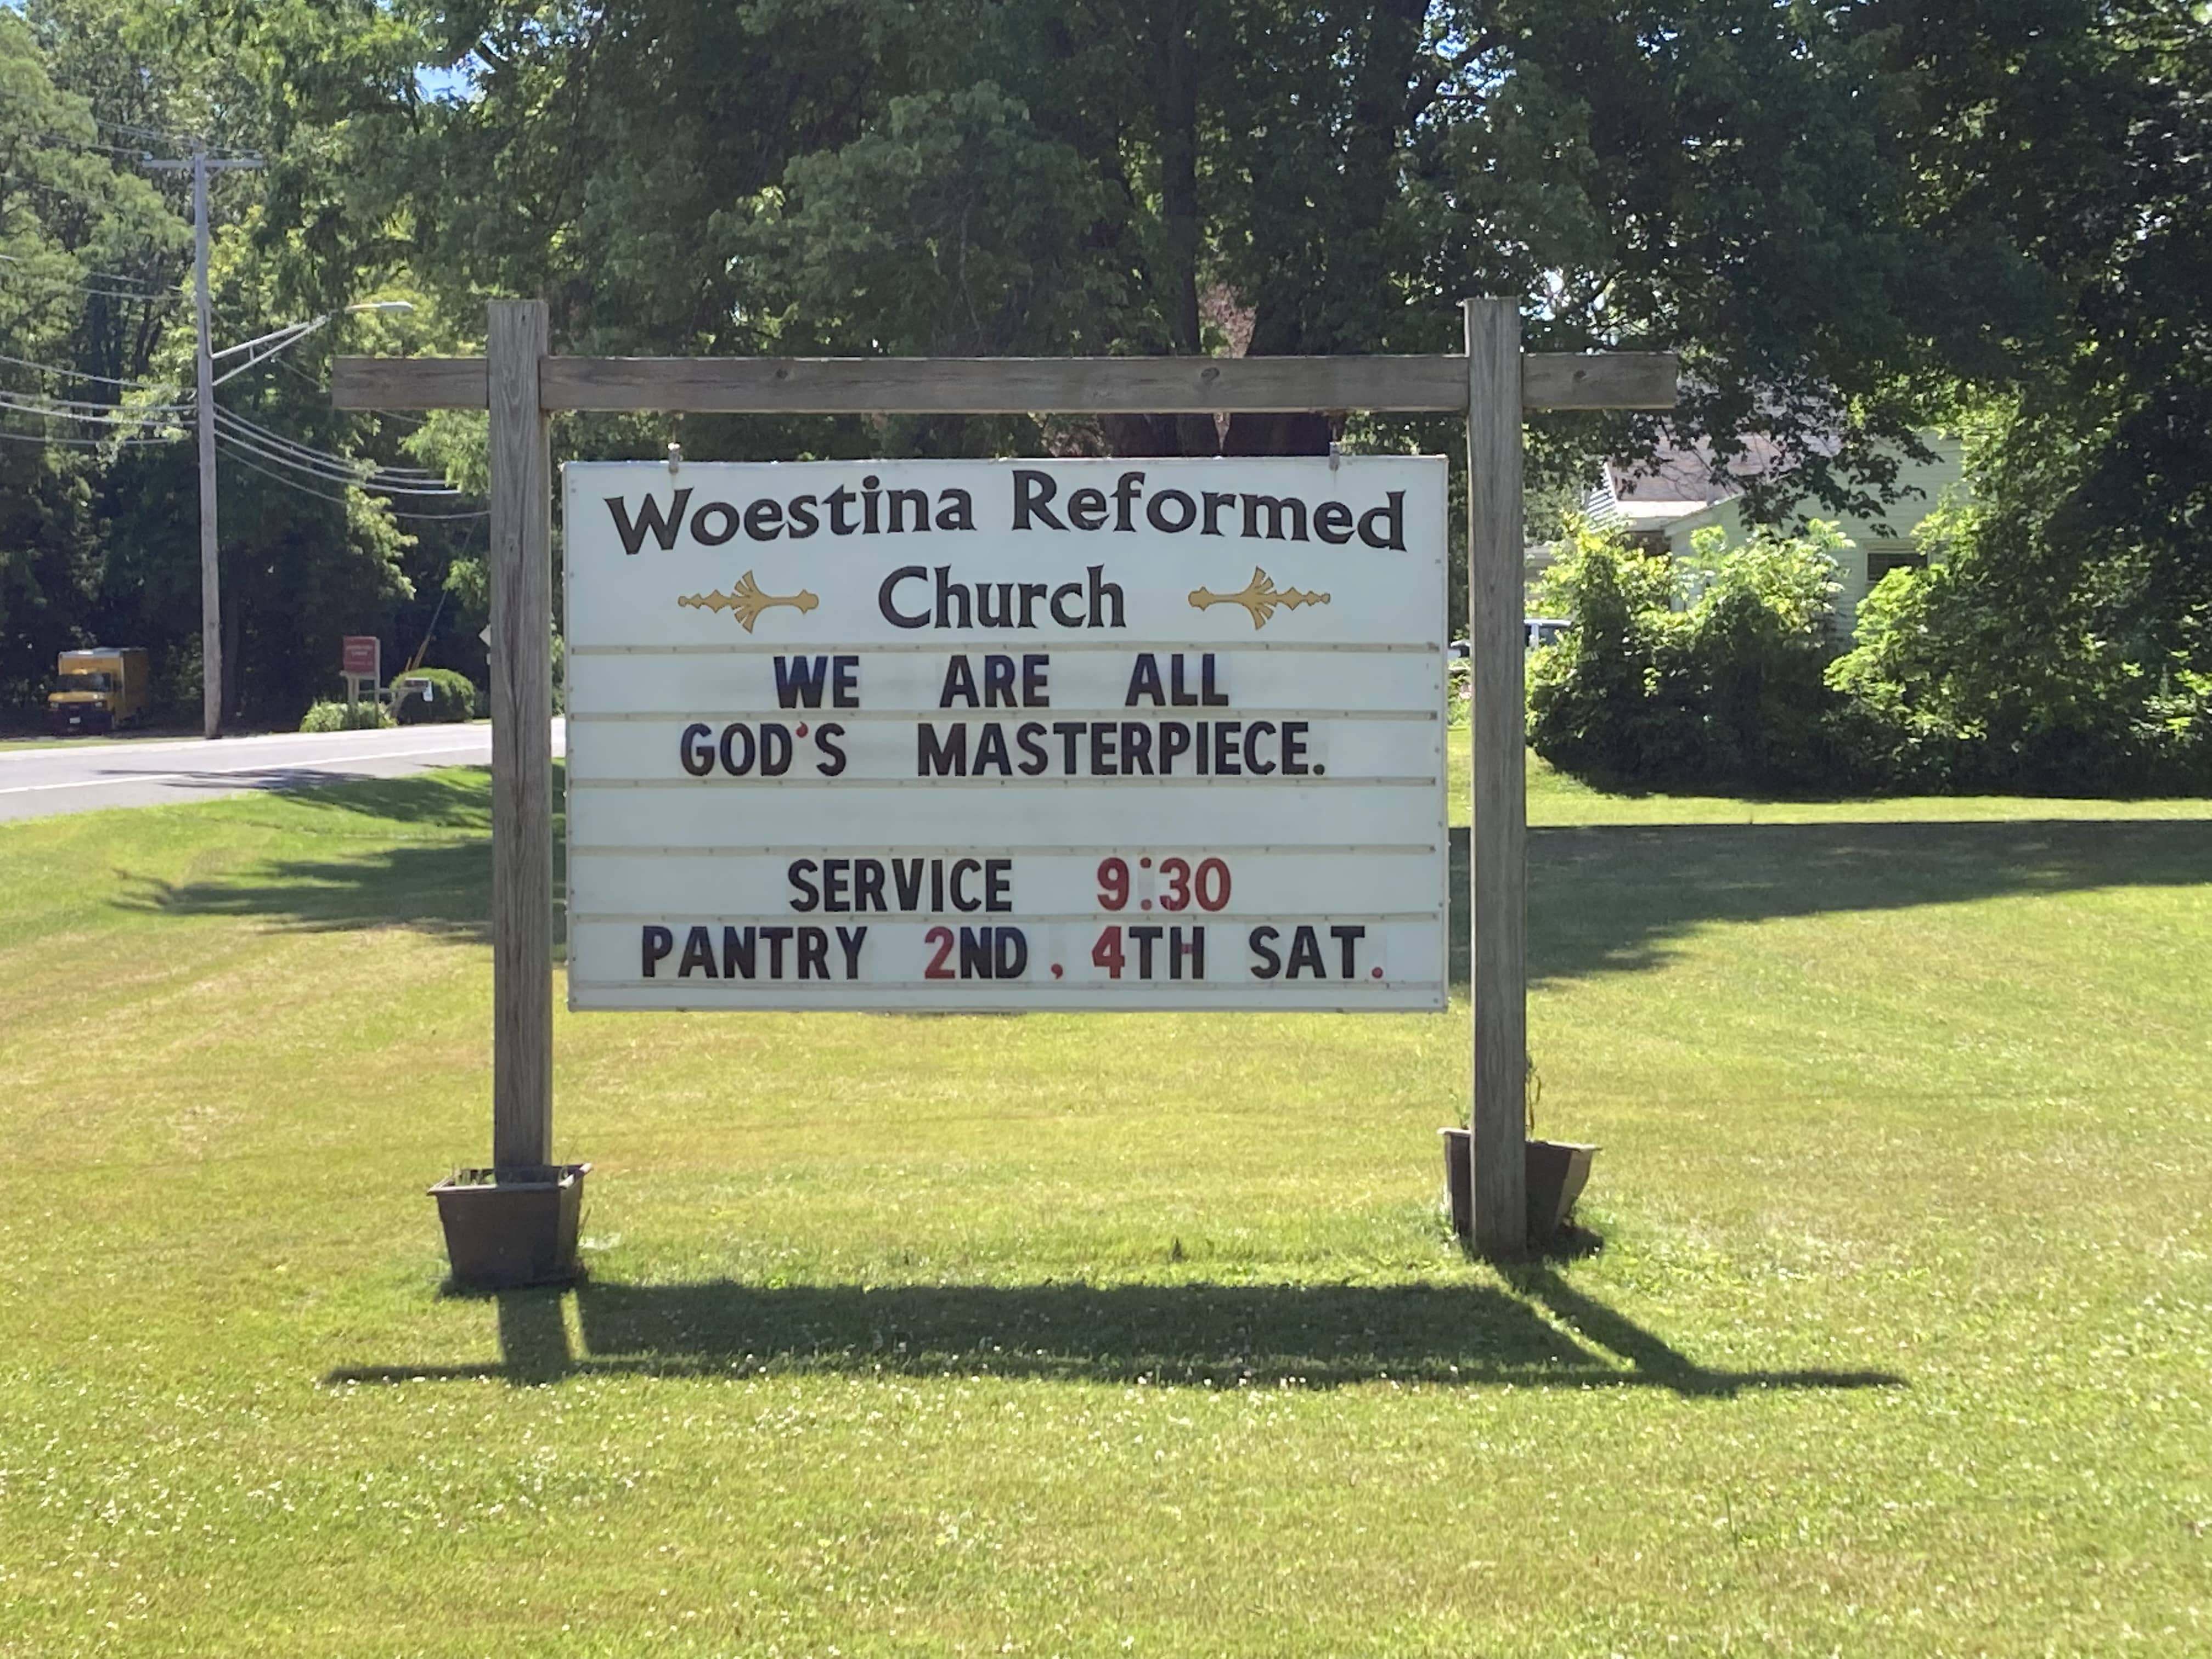 Woestina Reformed
Church
WE ARE ALL
GOD'S MASTERPIECE.
SERVICE 9:30
PANTRY 2ND, 4TH SAT.